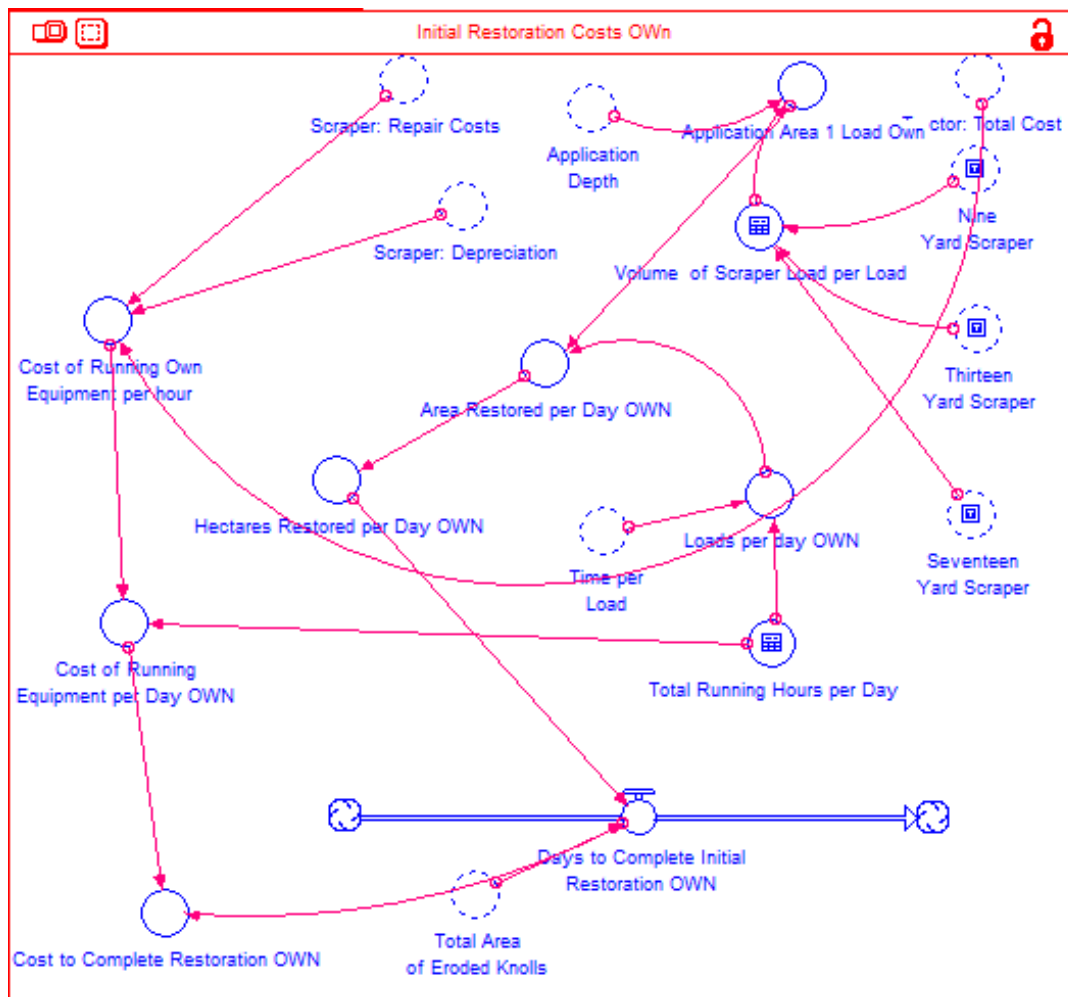 Initial Restoration Costs OWn
Scraper: Repair Costs
Application Area 1 Load Own
ctor: Total Cost
Application
Depth
Nine
Yard Scraper
Scraper: Depreciation
Volume of Scraper Load per Load
Cost of Running Own
Equipment per hour
Thirteen
Yard Scraper
Area Restored per Day OWN
Hectares Restored per Day OWN
Loads per day OWN
Time per
Load
Seventeen
Yard Scraper
Cost of Running
Equipment per Day OWN
Total Running Hours per Day
Days to Complete Initial
Restoration OWN
Total Area
of Eroded Knolls
Cost to Complete Restoration OWN